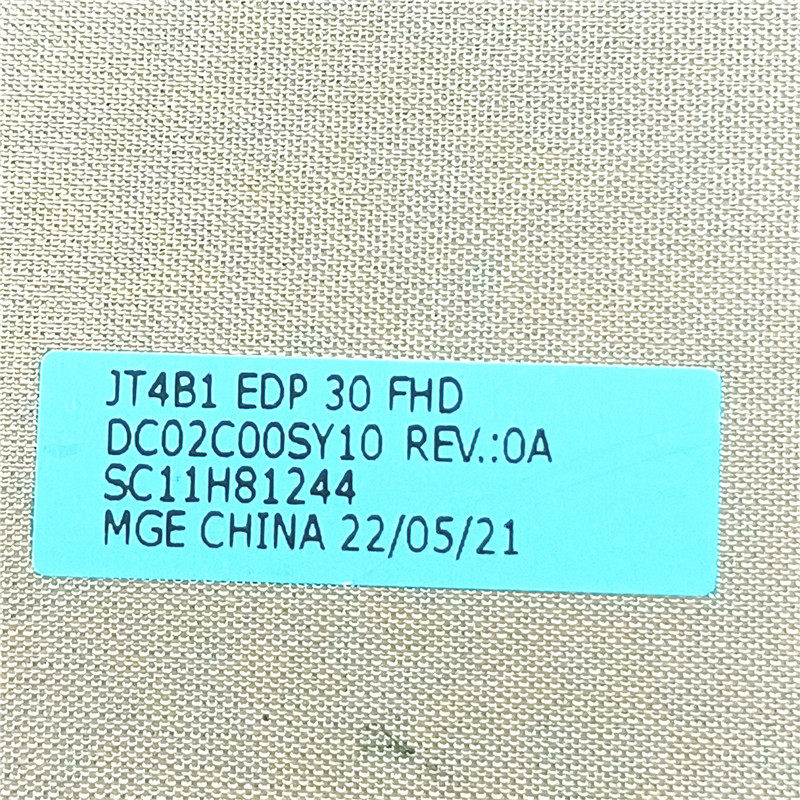 JT4B1 EDP 30 FHD
DC02C00SY10 REV.:0A
SC11H81244
MGE CHINA 22/05/21